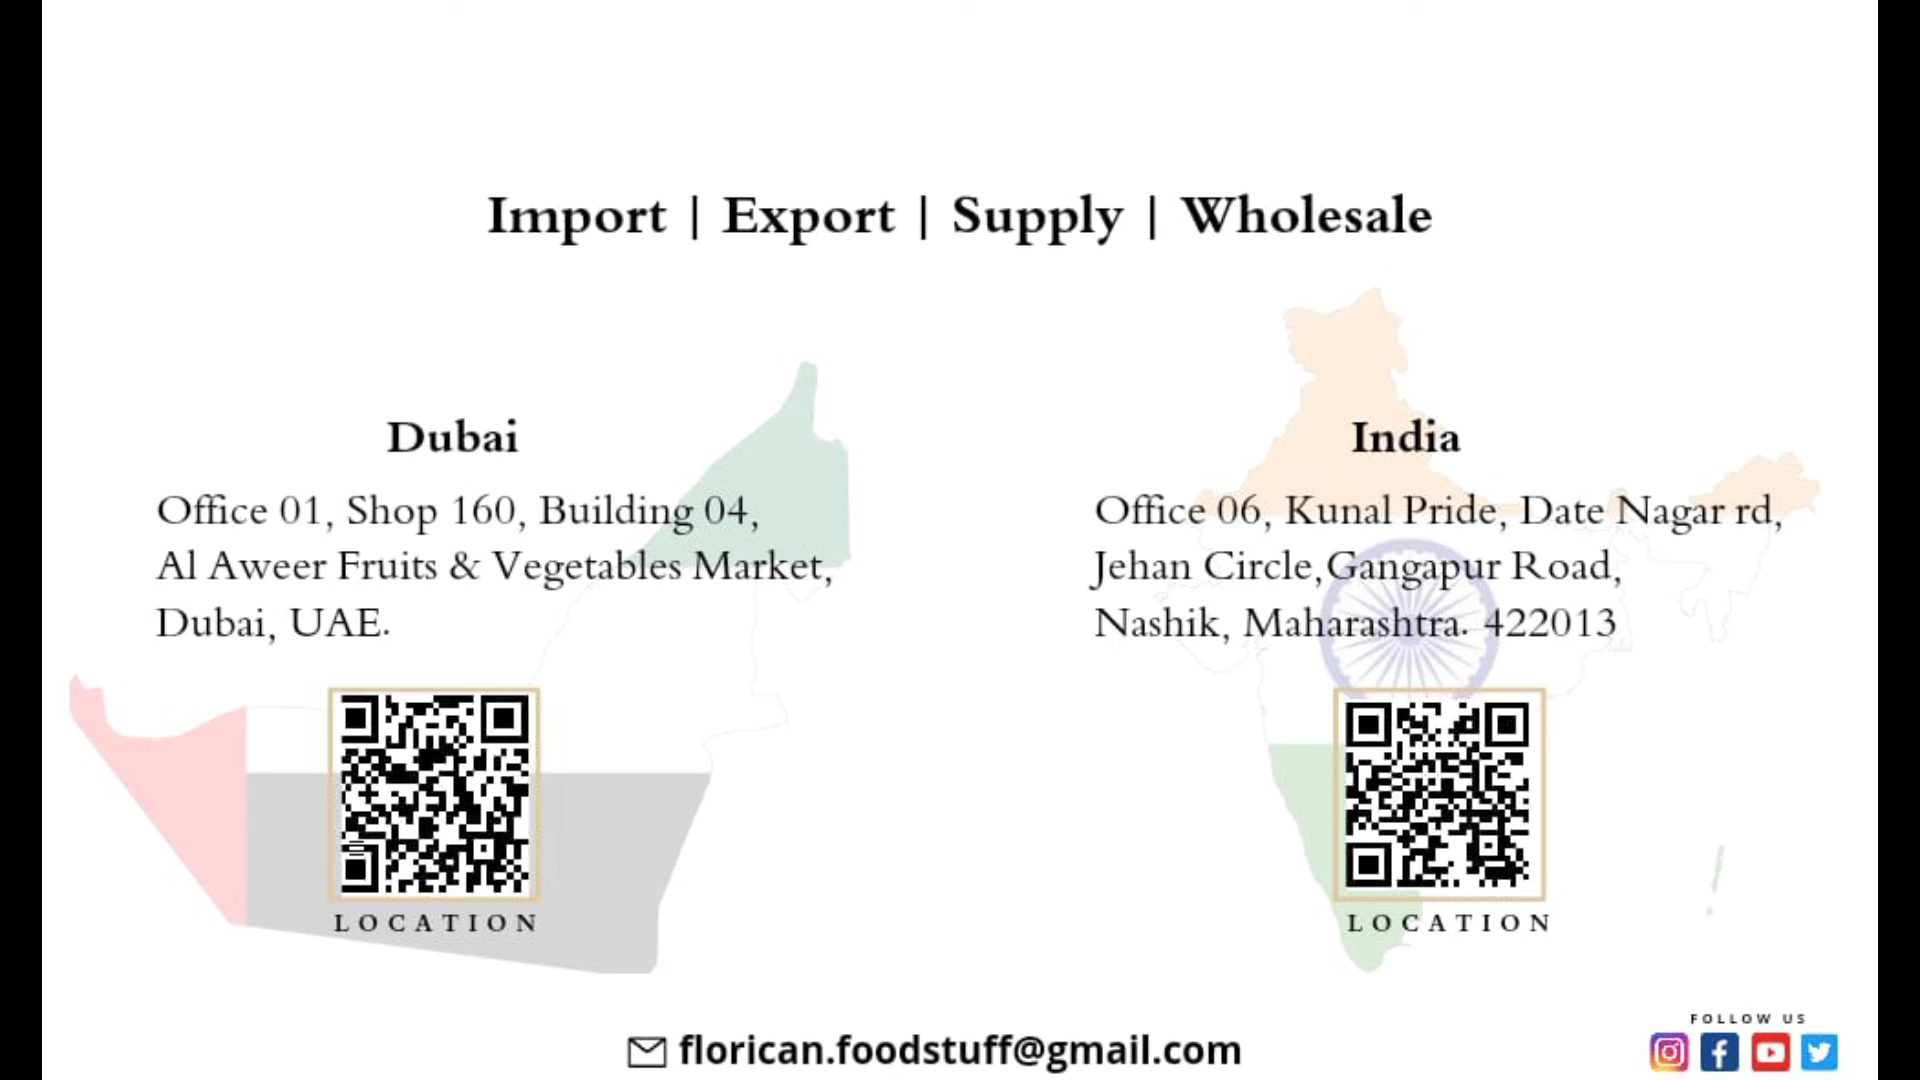 Import | Export | Supply | Wholesale
Dubai
Office 01, Shop 160, Building 04,
Al Aweer Fruits & Vegetables Market,
Dubai, UAE.
LOCATION
India
Office 06, Kunal Pride, Date Nagar rd,
Jehan Circle,Gangapur Road,
Nashik, Maharashtra. 422013
LOCATION
florican.foodstuff@gmail.com
FOLLOW US